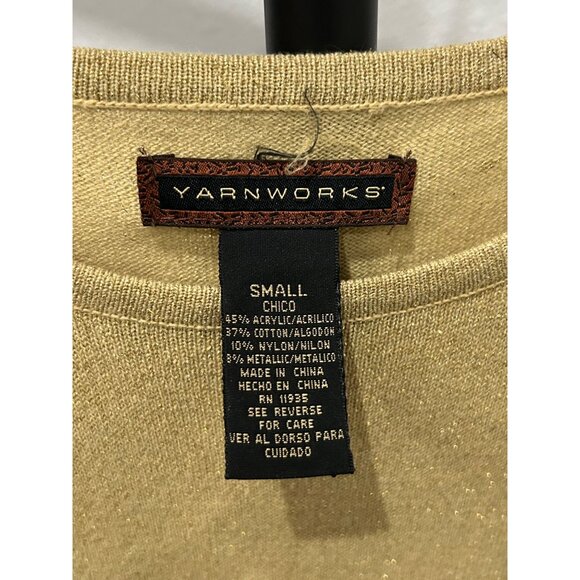 YARNWORKS
SMALL
CHICO
45% ACRYLIC/ACRILICO
37% COTTON/ALGODON
10% NYLON/NILON
8% METALLIC/METALICO
MADE IN CHINA
HECHO EN CHINA
RN 11935
SEE REVERSE
FOR CARE
VER AL DORSO PARA
CUIDADO